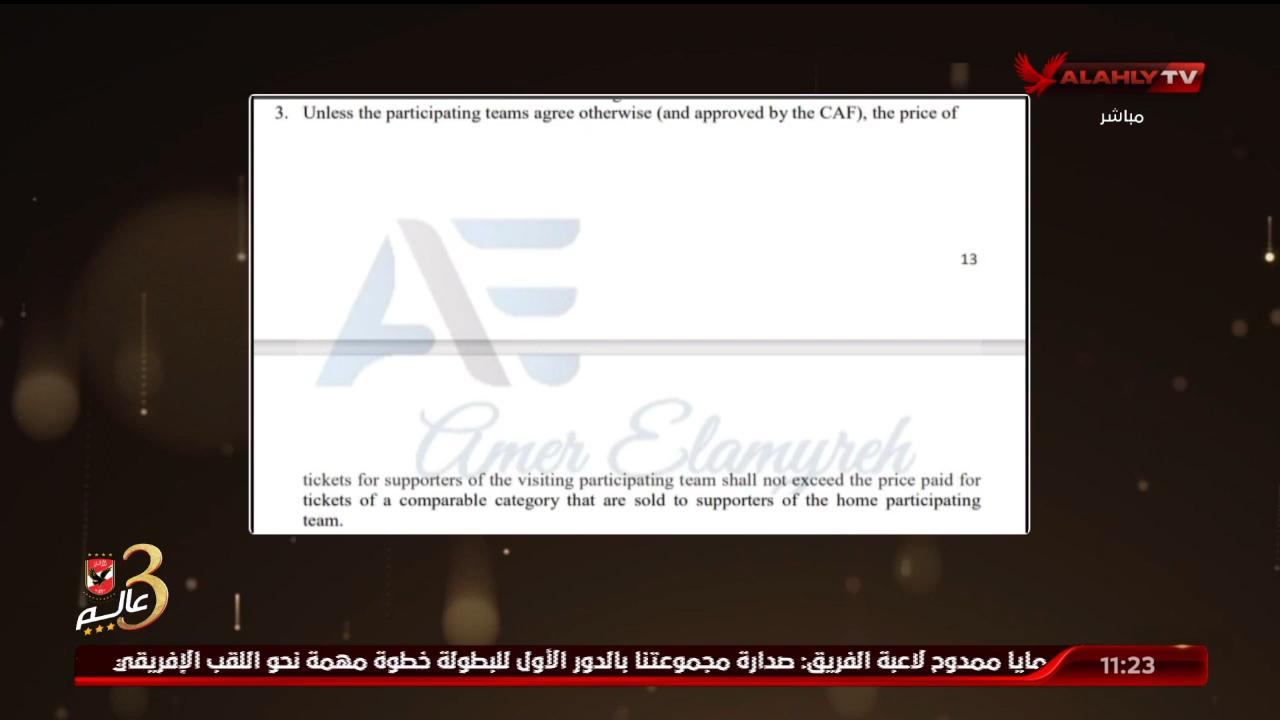 ALAHLY TV
مباشر
3. Unless the participating teams agree otherwise (and approved by the CAF), the price of
13
AE
Amer Elamyreh
tickets for supporters of the visiting participating team shall not exceed the price paid for
tickets of a comparable category that are sold to supporters of the home participating
team.
3
عالم
مايا ممدوح لاعبة الفريق: صدارة مجموعتنا بالدور الأول للبطولة خطوة مهمة نحو اللقب الإفريقي
11:23